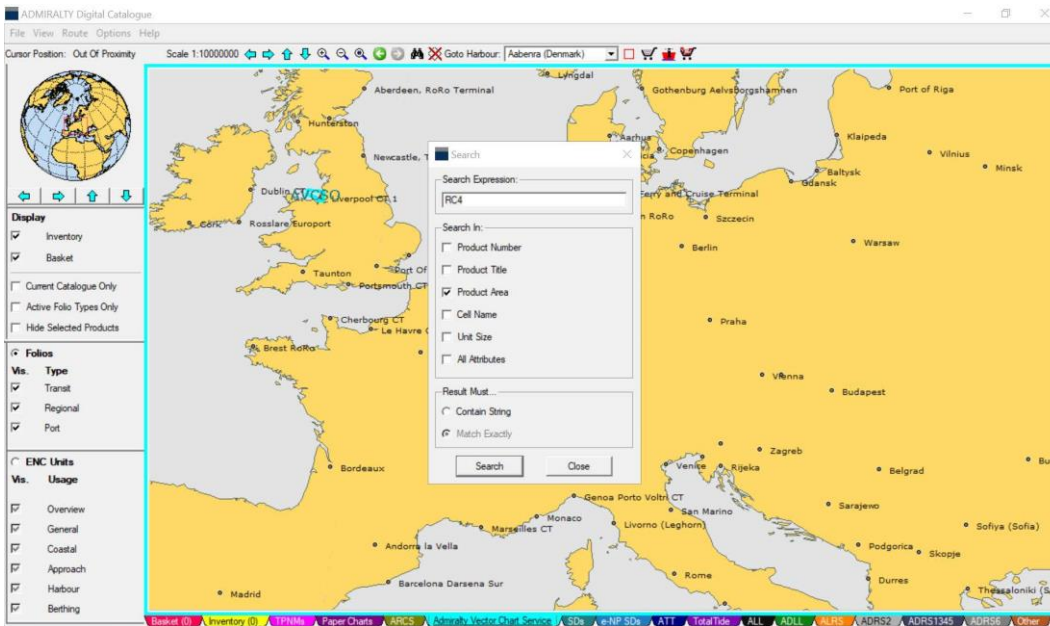 ADMIRALTY Digital Catalogue
File View Route Options Help
Cursor Position: Out Of Proximity
Scale 1:10000000
Goto Harbour: Aabenra (Denmark)
Lyngdal
Aberdeen, RoRo Terminal
Gothenburg Aelvsborgshamnen
Port of Riga
Hunterston
Aarhus
Klaipeda
Newcastle, T
Copenhagen
Vilnius
Baltysk
Minsk
Gdansk
Dublin CT
AVCSO
Liverpool CT 1
Ferry and Cruise Terminal
Cork
Rosslare Europort
n RoRo
Szczecin
Berlin
Warsaw
Taunton
Port Of
Portsmouth CT
Cherbourg CT
Le Havre
Praha
Brest RoRo
Vienna
Budapest
Zagreb
Bordeaux
Venice
Rijeka
Belgrad
Bu
Genoa Porto Voltri CT
San Marino
Sarajewo
Monaco
Livorno (Leghorn)
Marseilles CT
Sofiya (Sofia)
Andorra la Vella
Podgorica
Skopje
Rome
Barcelona Darsena Sur
Durres
Thessaloniki (S
Madrid
Search
Search Expression:
RC4
Search In:
Product Number
Product Title
Product Area
Cell Name
Unit Size
All Attributes
Result Must...
Contain String
Match Exactly
Search
Close
Display
Inventory
Basket
Current Catalogue Only
Active Folio Types Only
Hide Selected Products
Folios
Vis. Type
Transit
Regional
Port
ENC Units
Vis. Usage
Overview
General
Coastal
Approach
Harbour
Berthing
Basket (0) Inventory (0) TPNMs Paper Charts ARCS Admiralty Vector Chart Service SDs e-NP SDs ATT TotalTide ALL ADLL ALRS ADRS2 ADRS1345 ADRS6 Other